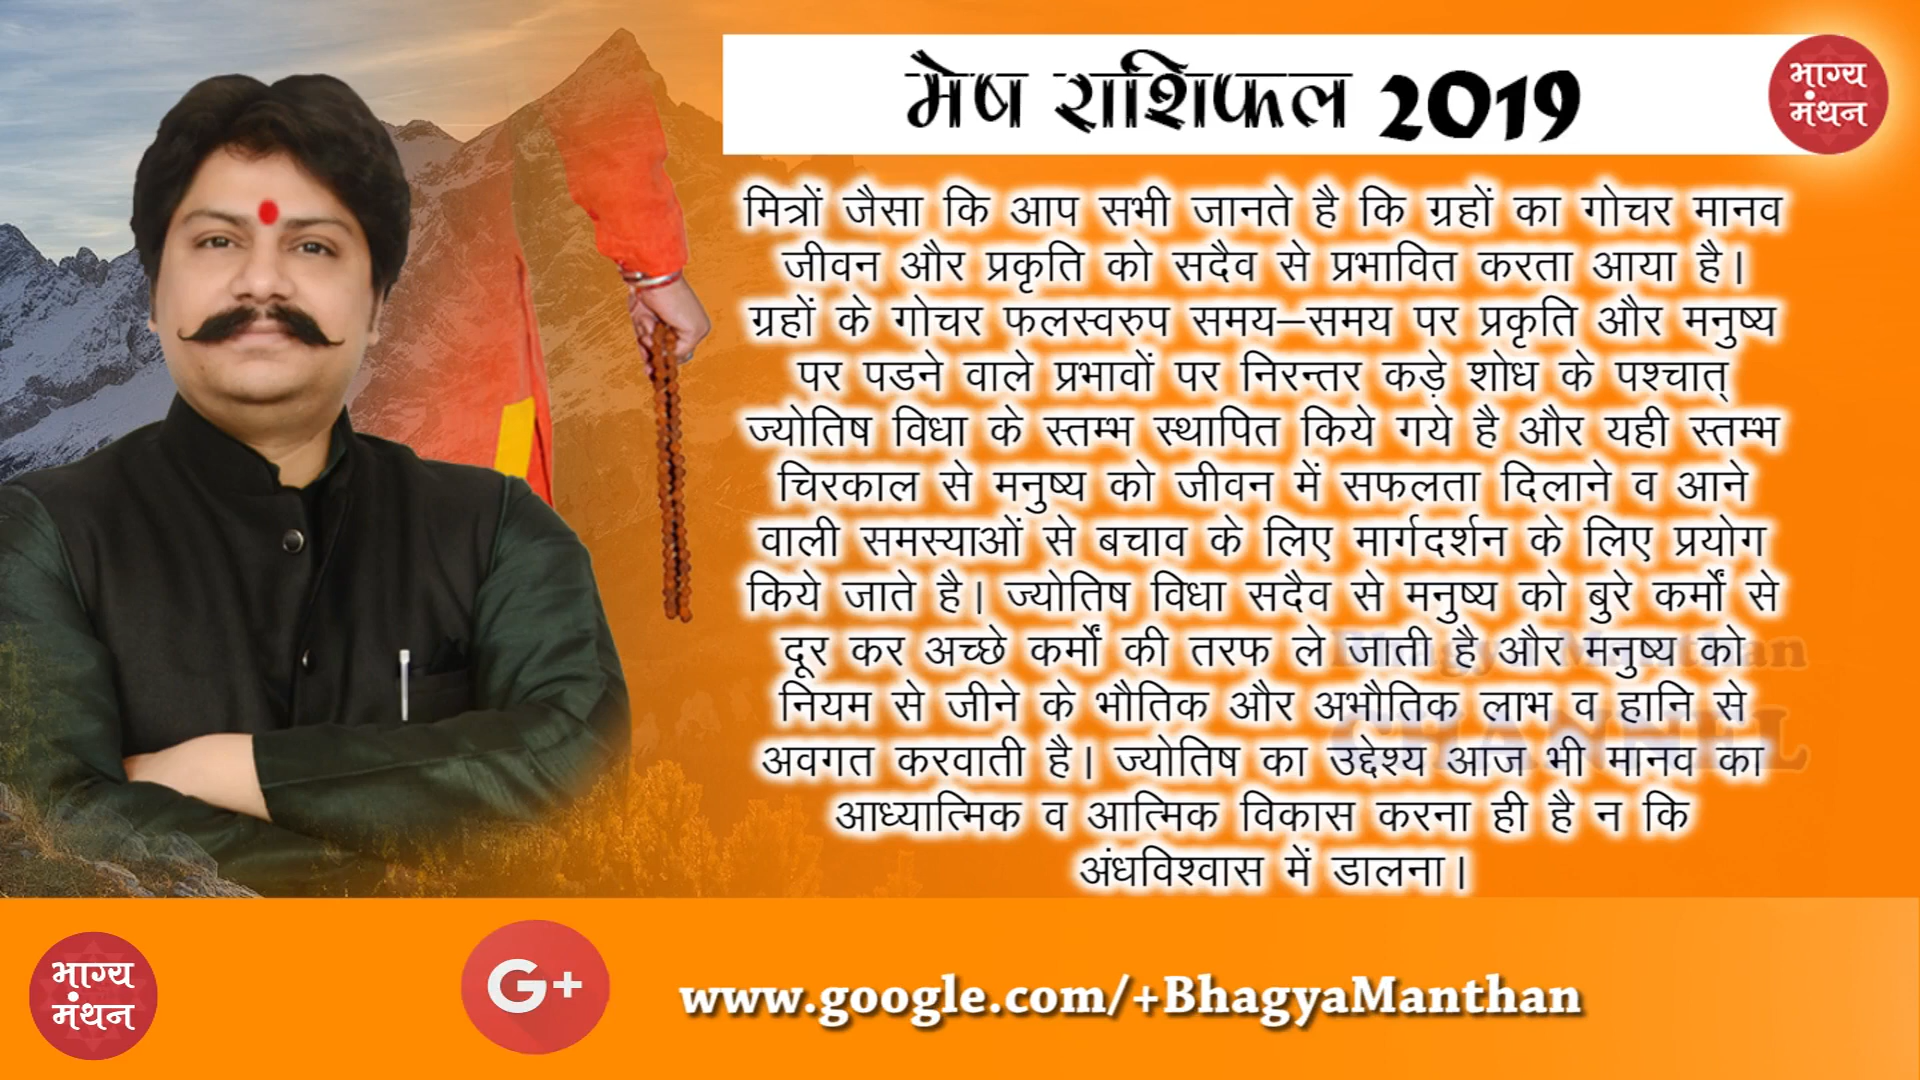 मेष राशिफल 2019
भाग्य
मंथन
मित्रों जैसा कि आप सभी जानते है कि ग्रहों का गोचर मानव
जीवन और प्रकृति को सदैव से प्रभावित करता आया है।
ग्रहों के गोचर फलस्वरुप समय–समय पर प्रकृति और मनुष्य
पर पडने वाले प्रभावों पर निरन्तर कड़े शोध के पश्चात्
ज्योतिष विधा के स्तम्भ स्थापित किये गये है और यही स्तम्भ
चिरकाल से मनुष्य को जीवन में सफलता दिलाने व आने
वाली समस्याओं से बचाव के लिए मार्गदर्शन के लिए प्रयोग
किये जाते है। ज्योतिष विधा सदैव से मनुष्य को बुरे कर्मों से
दूर कर अच्छे कर्मों की तरफ ले जाती है और मनुष्य को
नियम से जीने के भौतिक और अभौतिक लाभ व हानि से
अवगत करवाती है। ज्योतिष का उद्देश्य आज भी मानव का
आध्यात्मिक व आत्मिक विकास करना ही है न कि
अंधविश्वास में डालना।
Bhagya Manthan
CHANNEL
भाग्य
मंथन
G+
www.google.com/+BhagyaManthan